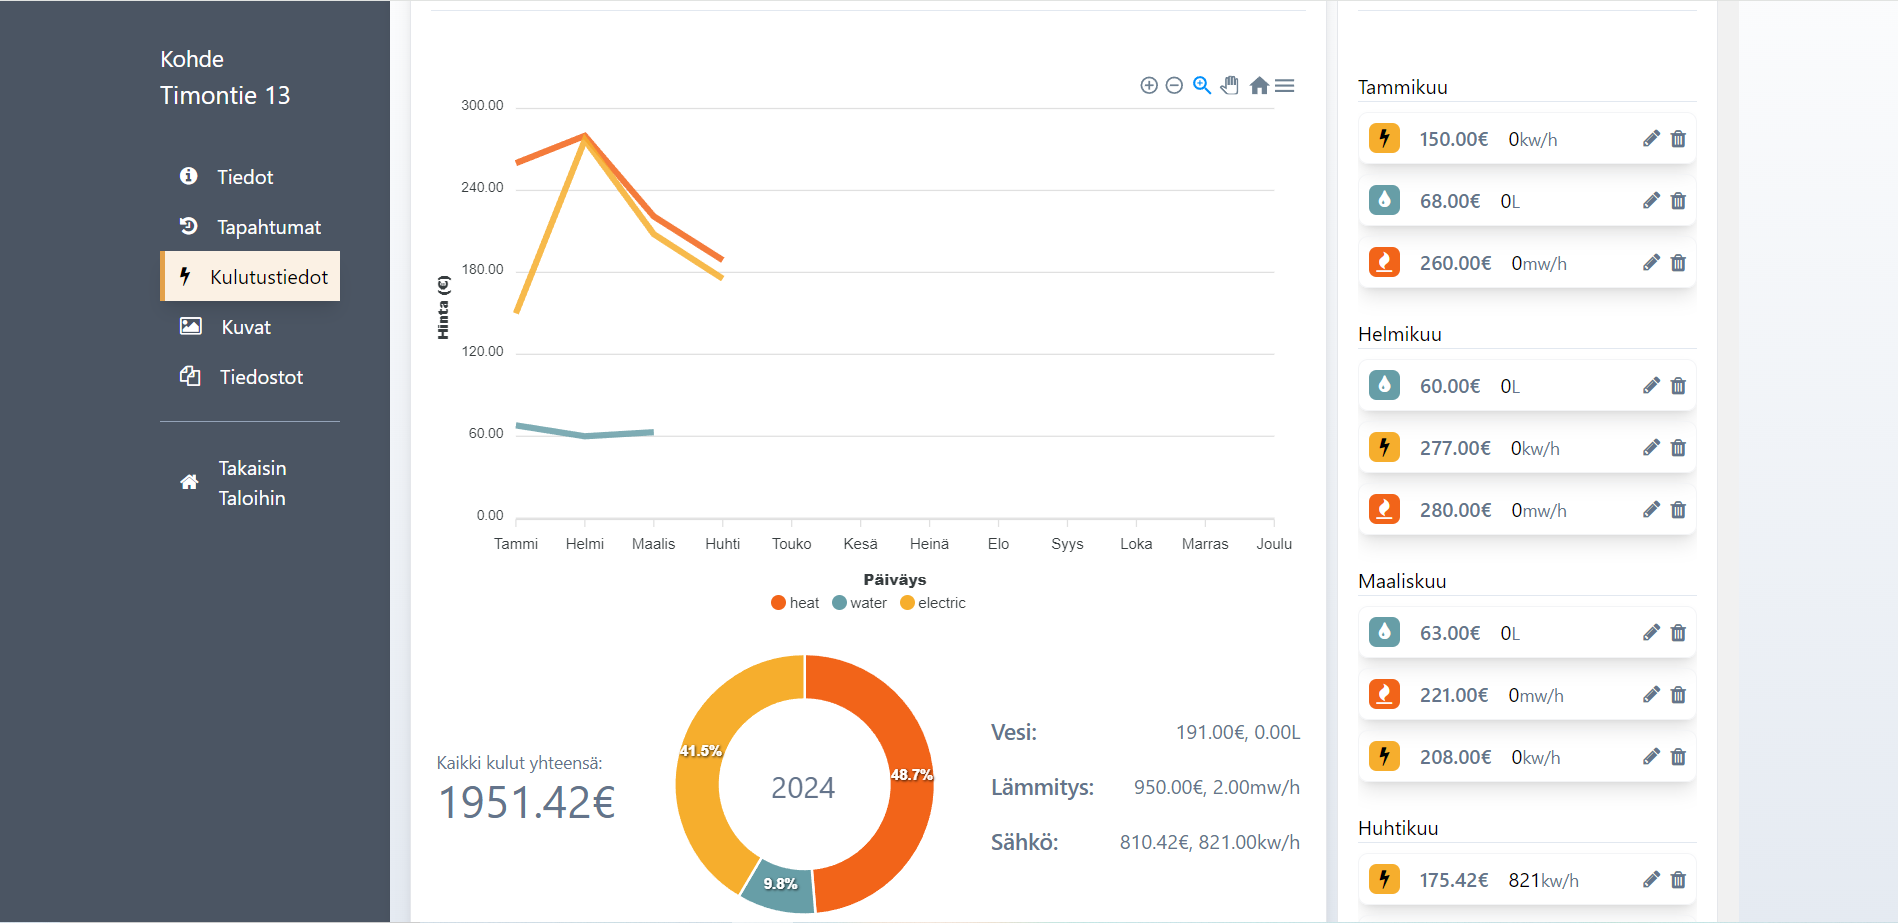 Kohde
Timontie 13
Tiedot
Tapahtumat
Kulutustiedot
Kuvat
Tiedostot
Takaisin
Taloihin
300.00
240.00
180.00
120.00
60.00
0.00
Hinta (€)
Tammi Helmi Maalis Huhti Touko Kesä Heinä Elo Syys Loka Marras Joulu
Päiväys
heat water electric
Kaikki kulut yhteensä:
1951.42€
41.5%
48.7%
9.8%
2024
Vesi: 191.00€, 0.00L
Lämmitys: 950.00€, 2.00mw/h
Sähkö: 810.42€, 821.00kw/h
Tammikuu
150.00€ 0kw/h
68.00€ 0L
260.00€ 0mw/h
Helmikuu
60.00€ 0L
277.00€ 0kw/h
280.00€ 0mw/h
Maaliskuu
63.00€ 0L
221.00€ 0mw/h
208.00€ 0kw/h
Huhtikuu
175.42€ 821kw/h